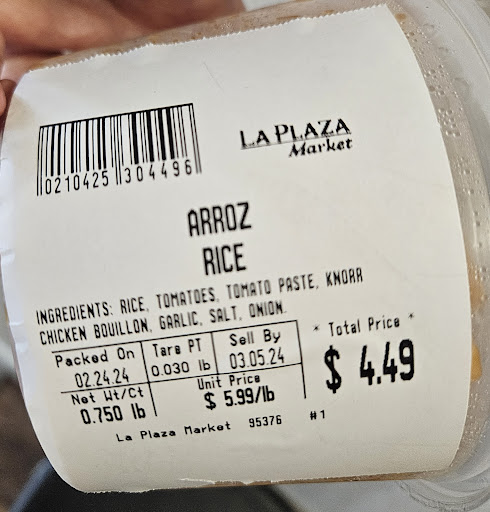 0210425 304496
LA PLAZA
Market
ARROZ
RICE
INGREDIENTS: RICE, TOMATOES, TOMATO PASTE, KNORR
CHICKEN BOUILLON, GARLIC, SALT, ONION.
Packed On Tare PT Sell By * Total Price *
02.24.24 0.030 lb 03.05.24 $ 4.49
Net Wt/Ct Unit Price
0.750 lb $ 5.99/lb
La Plaza Market 95376 #1